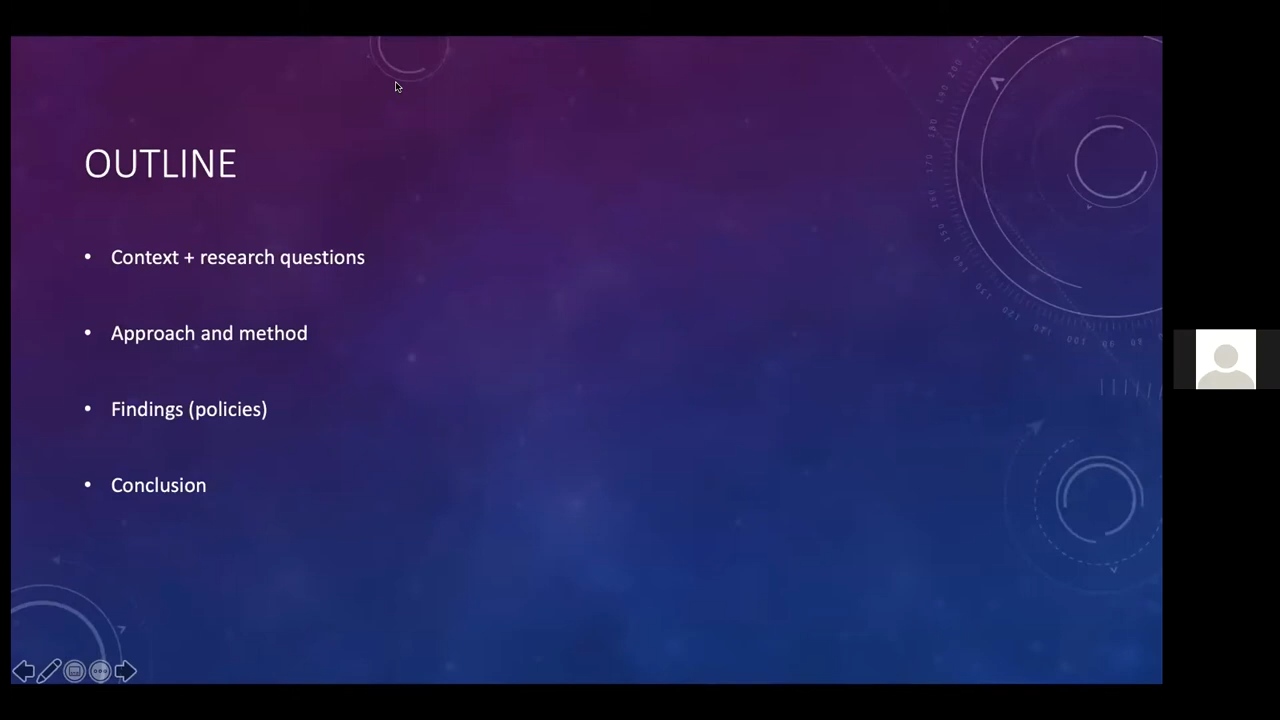 OUTLINE
• Context + research questions
• Approach and method
• Findings (policies)
• Conclusion